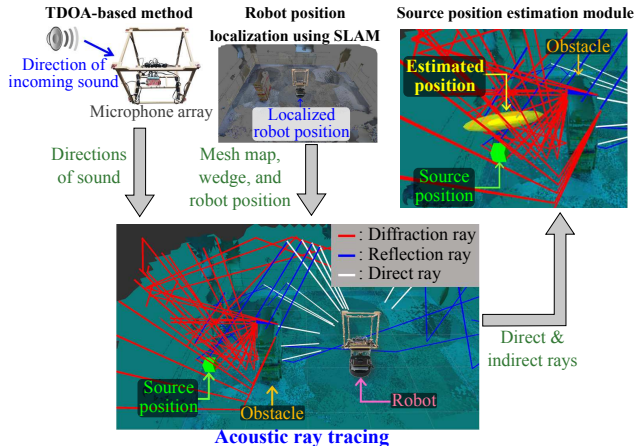 TDOA-based method
Direction of
incoming sound
Microphone array
Robot position
localization using SLAM
Localized
robot position
Source position estimation module
Obstacle
Estimated
position
Source
position
Directions
of sound
Mesh map,
wedge, and
robot position
: Diffraction ray
: Reflection ray
: Direct ray
Source
position
Obstacle
Robot
Direct &
indirect rays
Acoustic ray tracing